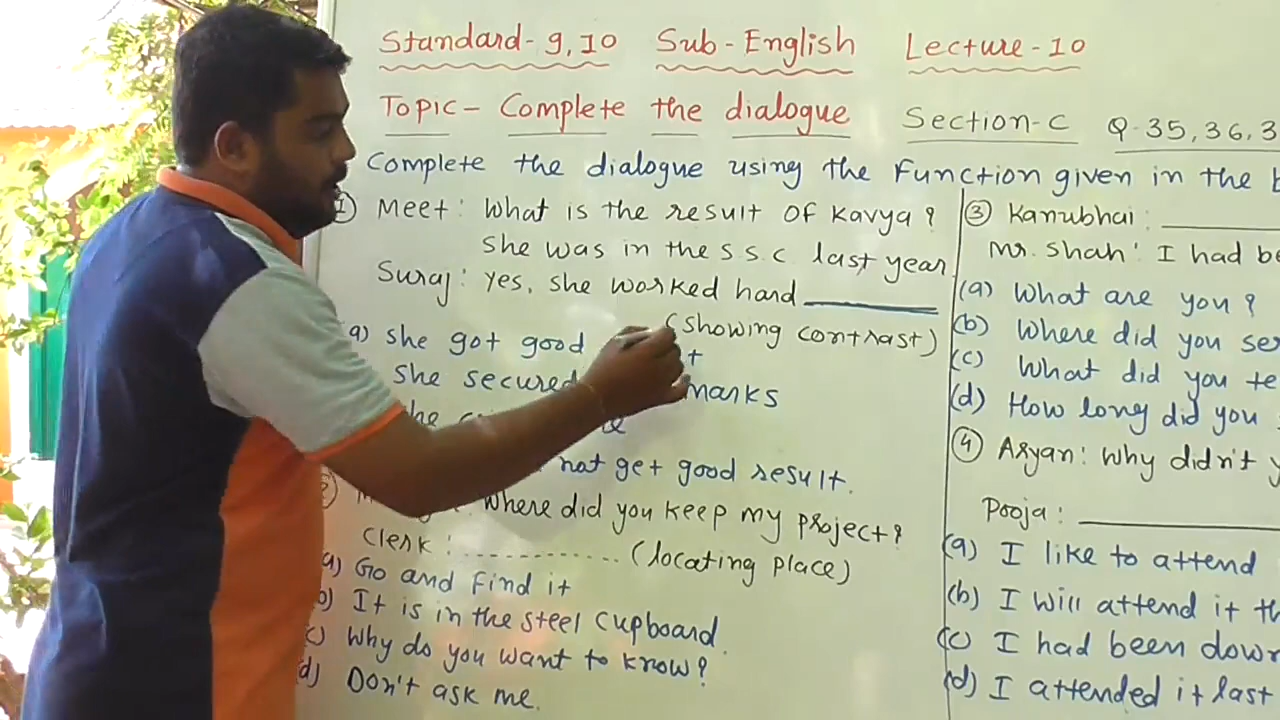 Standard-9,10 Sub-English Lecture-10
Topic- Complete the dialogue Section-C Q-35,36,3
Complete the dialogue using the Function given in the b
① Meet: What is the result of Kavya?
She was in the S S. C. last year.
Suraj: Yes, she worked hard
(showing contrast)
a) She got good
She secured marks
not get good result.
Where did you keep my project?
Clerk: .............. (locating place)
a) Go and find it
b) It is in the steel cupboard.
c) Why do you want to know?
d) Don't ask me.
③ Kanubhai:
Mr. Shah: I had be
(a) What are you?
(b) Where did you ser
(c) What did you te
(d) How long did you
④ Aryan: Why didn't y
Pooja:
(a) I like to attend
(b) I will attend it th
(c) I had been down
(d) I attended it last